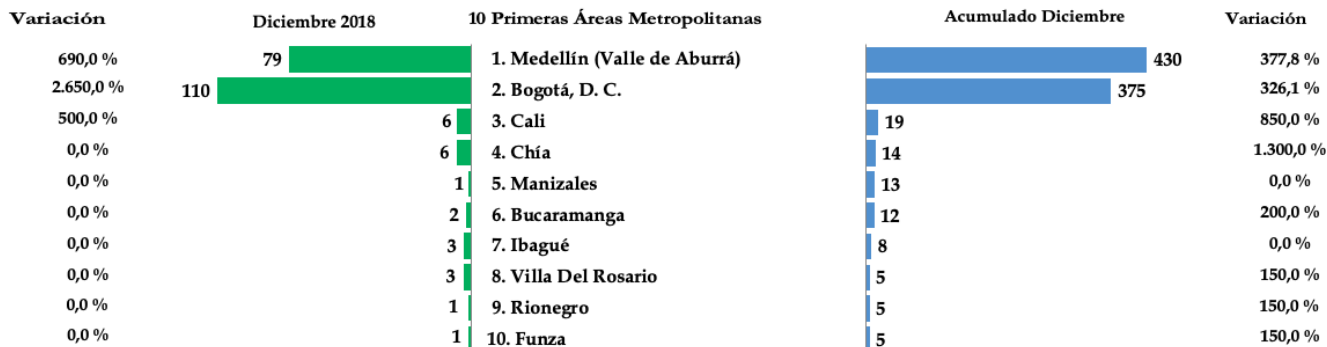 Variación Diciembre 2018 10 Primeras Áreas Metropolitanas Acumulado Diciembre Variación
690,0 % 79 1. Medellín (Valle de Aburrá) 430 377,8 %
2.650,0 % 110 2. Bogotá, D. C. 375 326,1 %
500,0 % 6 3. Cali 19 850,0 %
0,0 % 6 4. Chía 14 1.300,0 %
0,0 % 1 5. Manizales 13 0,0 %
0,0 % 2 6. Bucaramanga 12 200,0 %
0,0 % 3 7. Ibagué 8 0,0 %
0,0 % 3 8. Villa Del Rosario 5 150,0 %
0,0 % 1 9. Rionegro 5 150,0 %
0,0 % 1 10. Funza 5 150,0 %